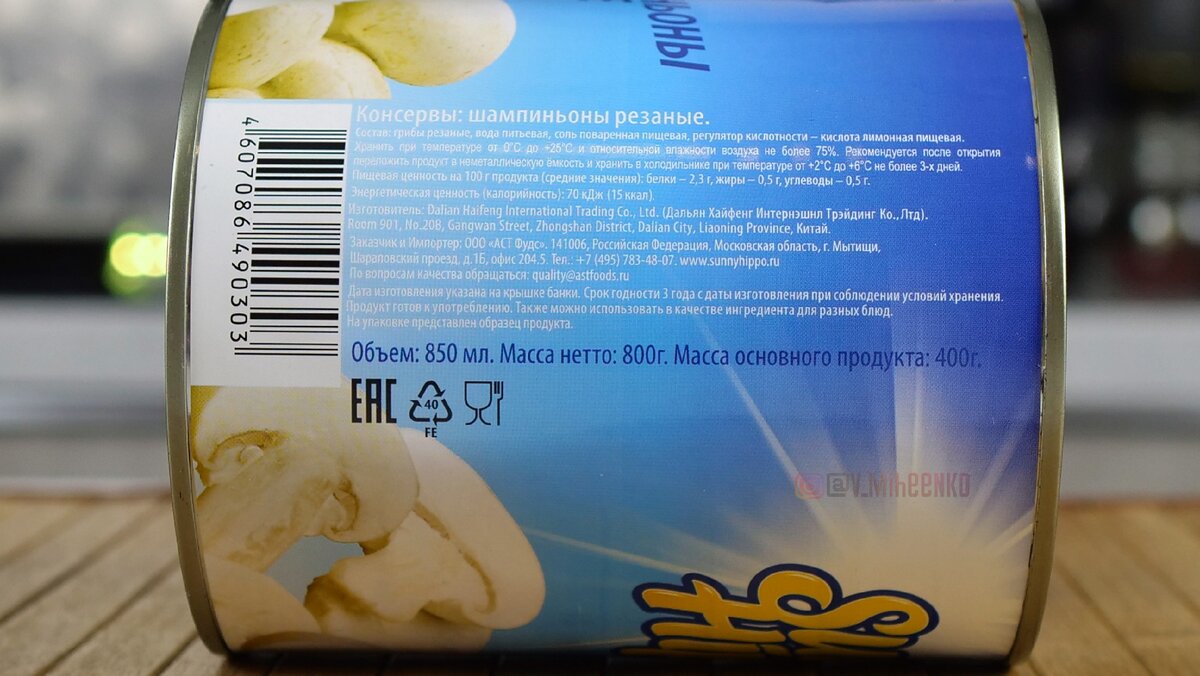 ОНЫ
Консервы: шампиньоны резаные.
Состав: грибы резаные, вода питьевая, соль поваренная пищевая, регулятор кислотности – кислота лимонная пищевая.
Хранить при температуре от 0°С до +25°С и относительной влажности воздуха не более 75%. Рекомендуется после открытия
переложить продукт в неметаллическую ёмкость и хранить в холодильнике при температуре от +2°С до +6°С не более 3-х дней.
Пищевая ценность на 100 г продукта (средние значения): белки – 2,3 г, жиры – 0,5 г, углеводы – 0,5 г.
Энергетическая ценность (калорийность): 70 кДж (15 ккал).
Изготовитель: Dalian Haifeng International Trading Co., Ltd. (Дальян Хайфенг Интернэшнл Трэйдинг Ко.,Лтд).
Room 901, No.20B, Gangwan Street, Zhongshan District, Dalian City, Liaoning Province, Китай.
Заказчик и Импортер: ООО «АСТ Фудс». 141006, Российская Федерация, Московская область, г. Мытищи,
Шараповский проезд, д.1Б, офис 204.5. Тел.: +7 (495) 783-48-07. www.sunnyhippo.ru
По вопросам качества обращаться: quality@astfoods.ru
Дата изготовления указана на крышке банки. Срок годности 3 года с даты изготовления при соблюдении условий хранения.
Продукт готов к употреблению. Также можно использовать в качестве ингредиента для разных блюд.
На упаковке представлен образец продукта.
4 607086 490303
Объем: 850 мл. Масса нетто: 800г. Масса основного продукта: 400г.
EAC
40
FE
@V_MIHEENKO